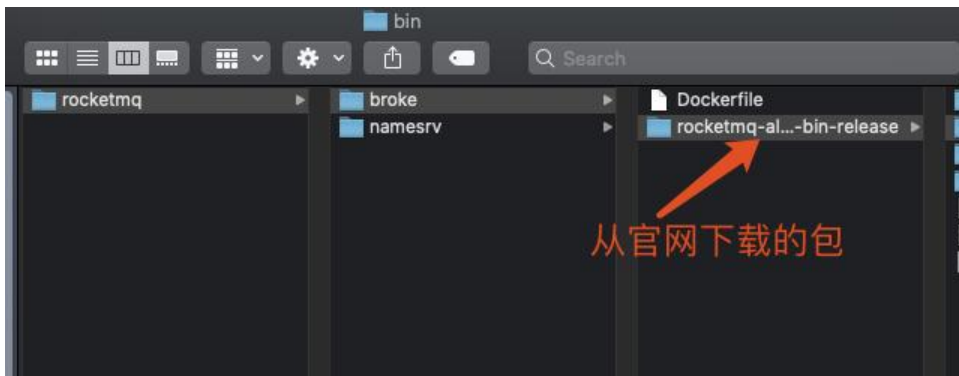 bin
Search
rocketmq
broke
Dockerfile
namesrv
rocketmq-al...-bin-release
从官网下载的包